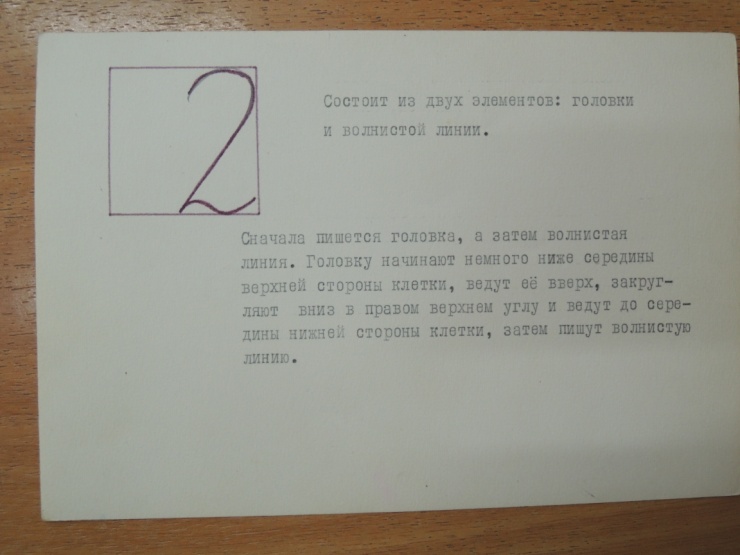 2
Состоит из двух элементов: головки
и волнистой линии.
Сначала пишется головка, а затем волнистая
линия. Головку начинают немного ниже середины
верхней стороны клетки, ведут её вверх, закруг-
ляют вниз в правом верхнем углу и ведут до сере-
дины нижней стороны клетки, затем пишут волнистую
линию.